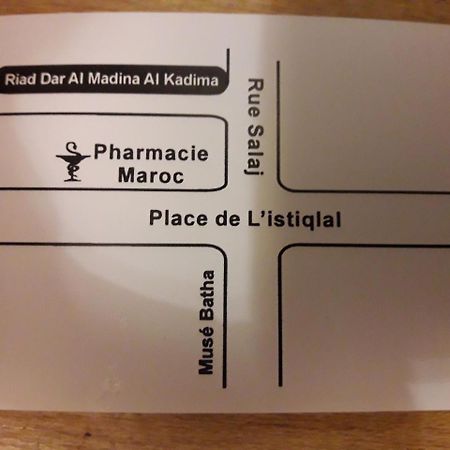 Riad Dar Al Madina Al Kadima
Rue Salaj
Pharmacie
Maroc
Place de L'istiqlal
Musé Batha